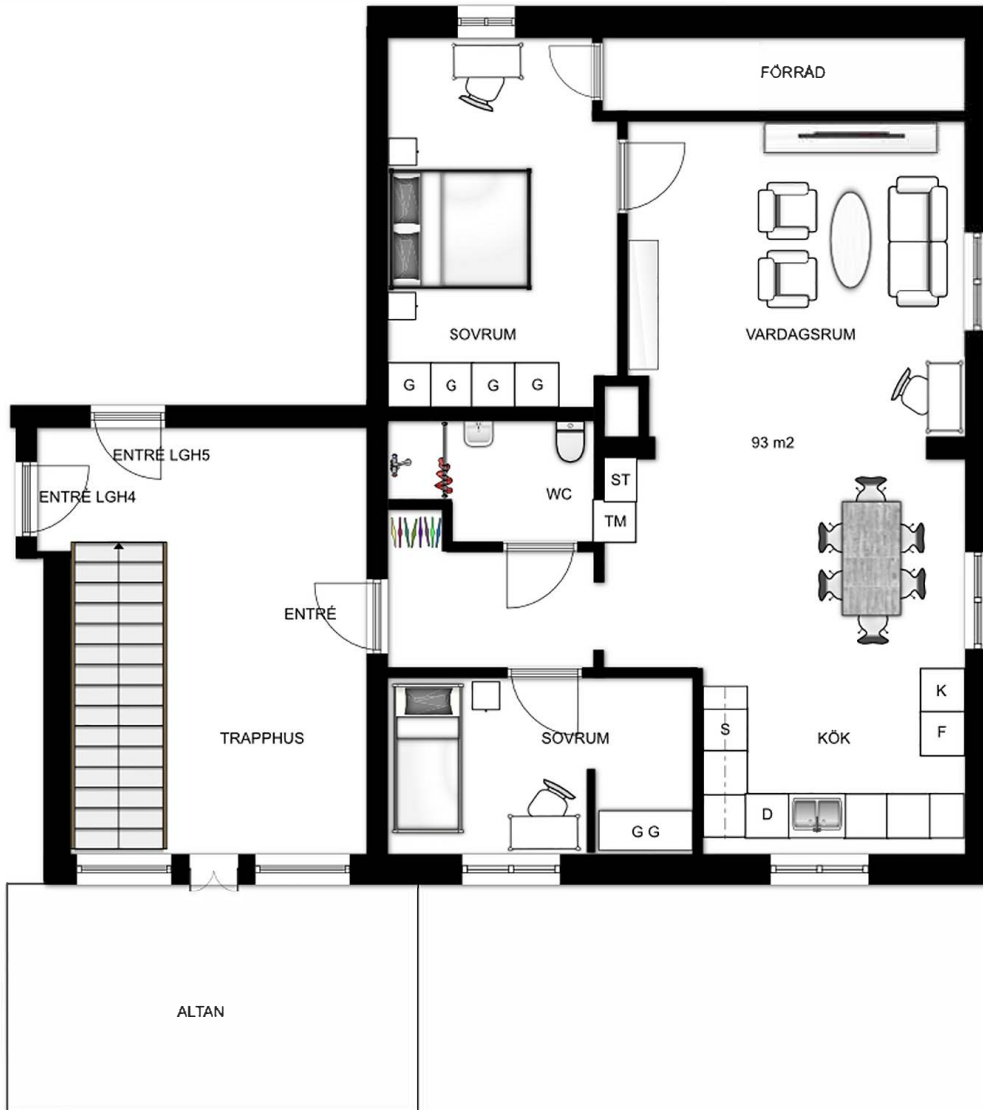 FÖRRÅD
SOVRUM
VARDAGSRUM
G G G G
93 m2
ENTRÉ LGH5
ENTRÉ LGH4
WC
ST
TM
ENTRÉ
TRAPPHUS
SOVRUM
S
KÖK
K
F
D
G G
ALTAN